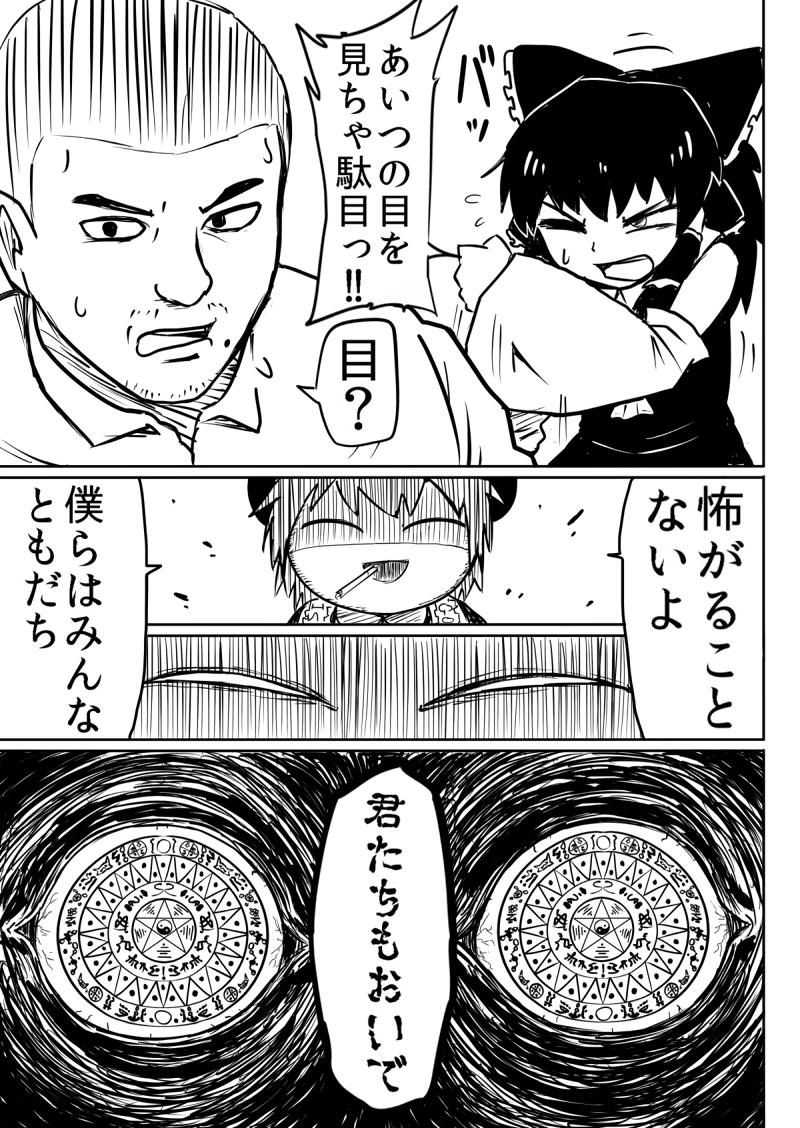 バッ
あいつの目を
見ちゃ駄目っ!!
目？
怖がること
ないよ
僕らはみんな
ともだち
君たちもおいで